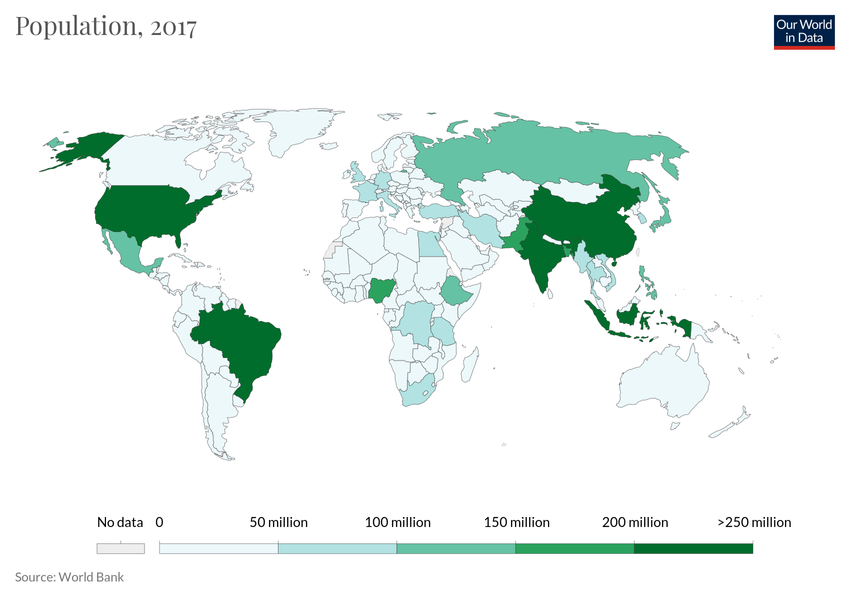 Population, 2017
Our World
in Data
No data 0 50 million 100 million 150 million 200 million >250 million
Source: World Bank